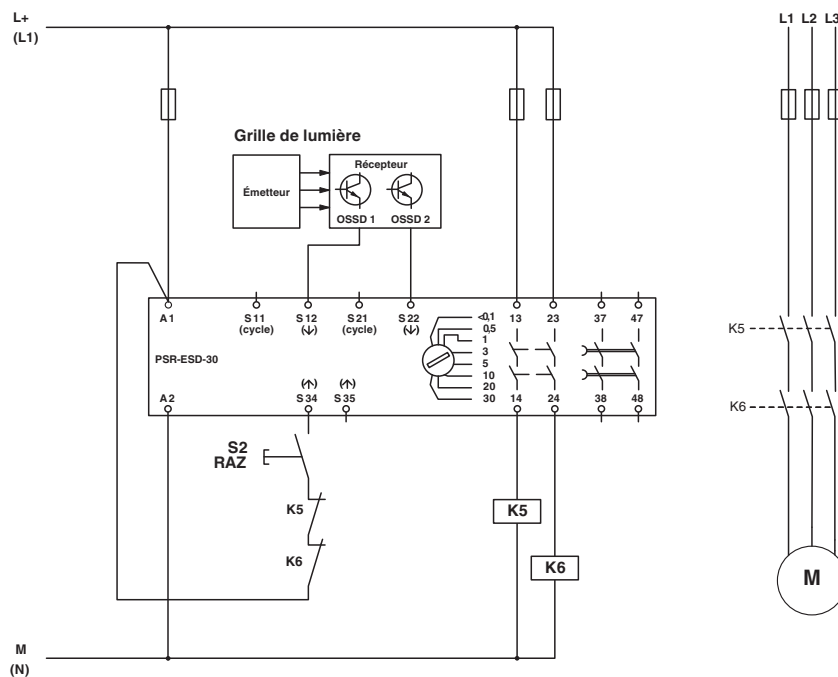 L+
(L1)
L1 L2 L3
Grille de lumière
Émetteur
Récepteur
OSSD 1 OSSD 2
A1 S11 S12 S21 S22 <0,1 13 23 37 47
(cycle) (↓) (cycle) (↓) 0,5
1
3
5
10
20
30
PSR-ESD-30
(↑) (↑)
A2 S34 S35 14 24 38 48
K5
K6
S2
RAZ
K5
K6
K5
K6
M
M
(N)